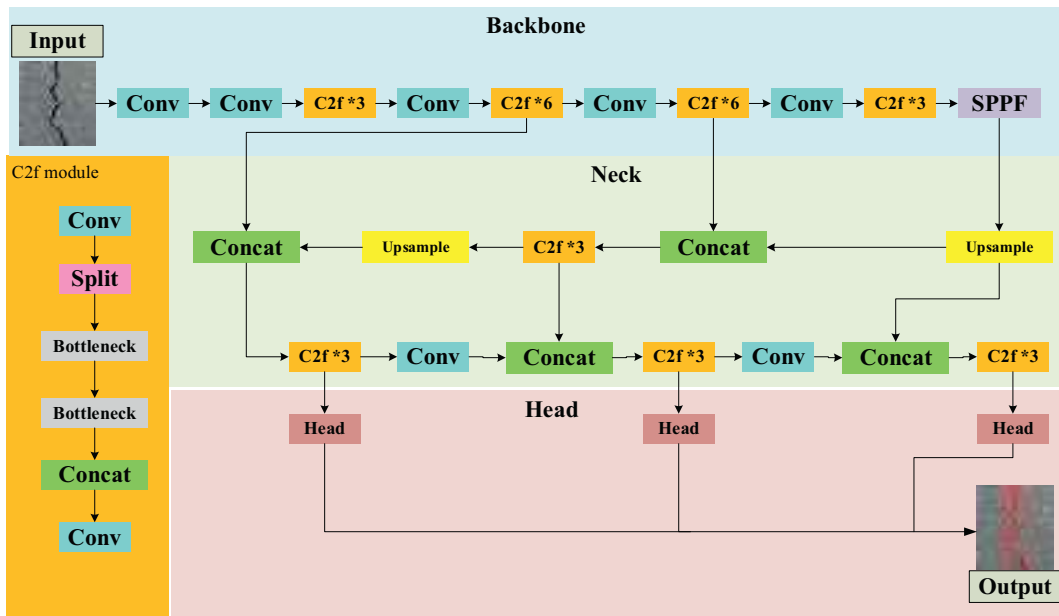 Backbone
Input
Conv
Conv
C2f *3
Conv
C2f *6
Conv
C2f *6
Conv
C2f *3
SPPF
C2f module
Conv
Split
Bottleneck
Bottleneck
Concat
Conv
Neck
Concat
Upsample
C2f *3
Concat
Upsample
C2f *3
Conv
Concat
C2f *3
Conv
Concat
C2f *3
Head
Head
Head
Head
Output